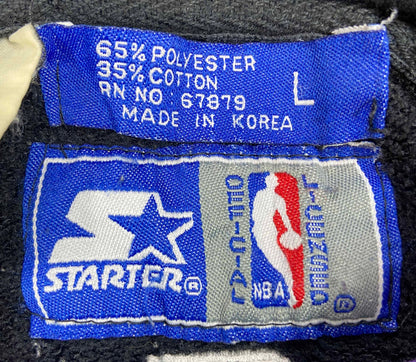 65% POLYESTER
35% COTTON
RN NO: 67879
MADE IN KOREA
L
STARTER®
OFFICIAL
NBA
LICENSED
®